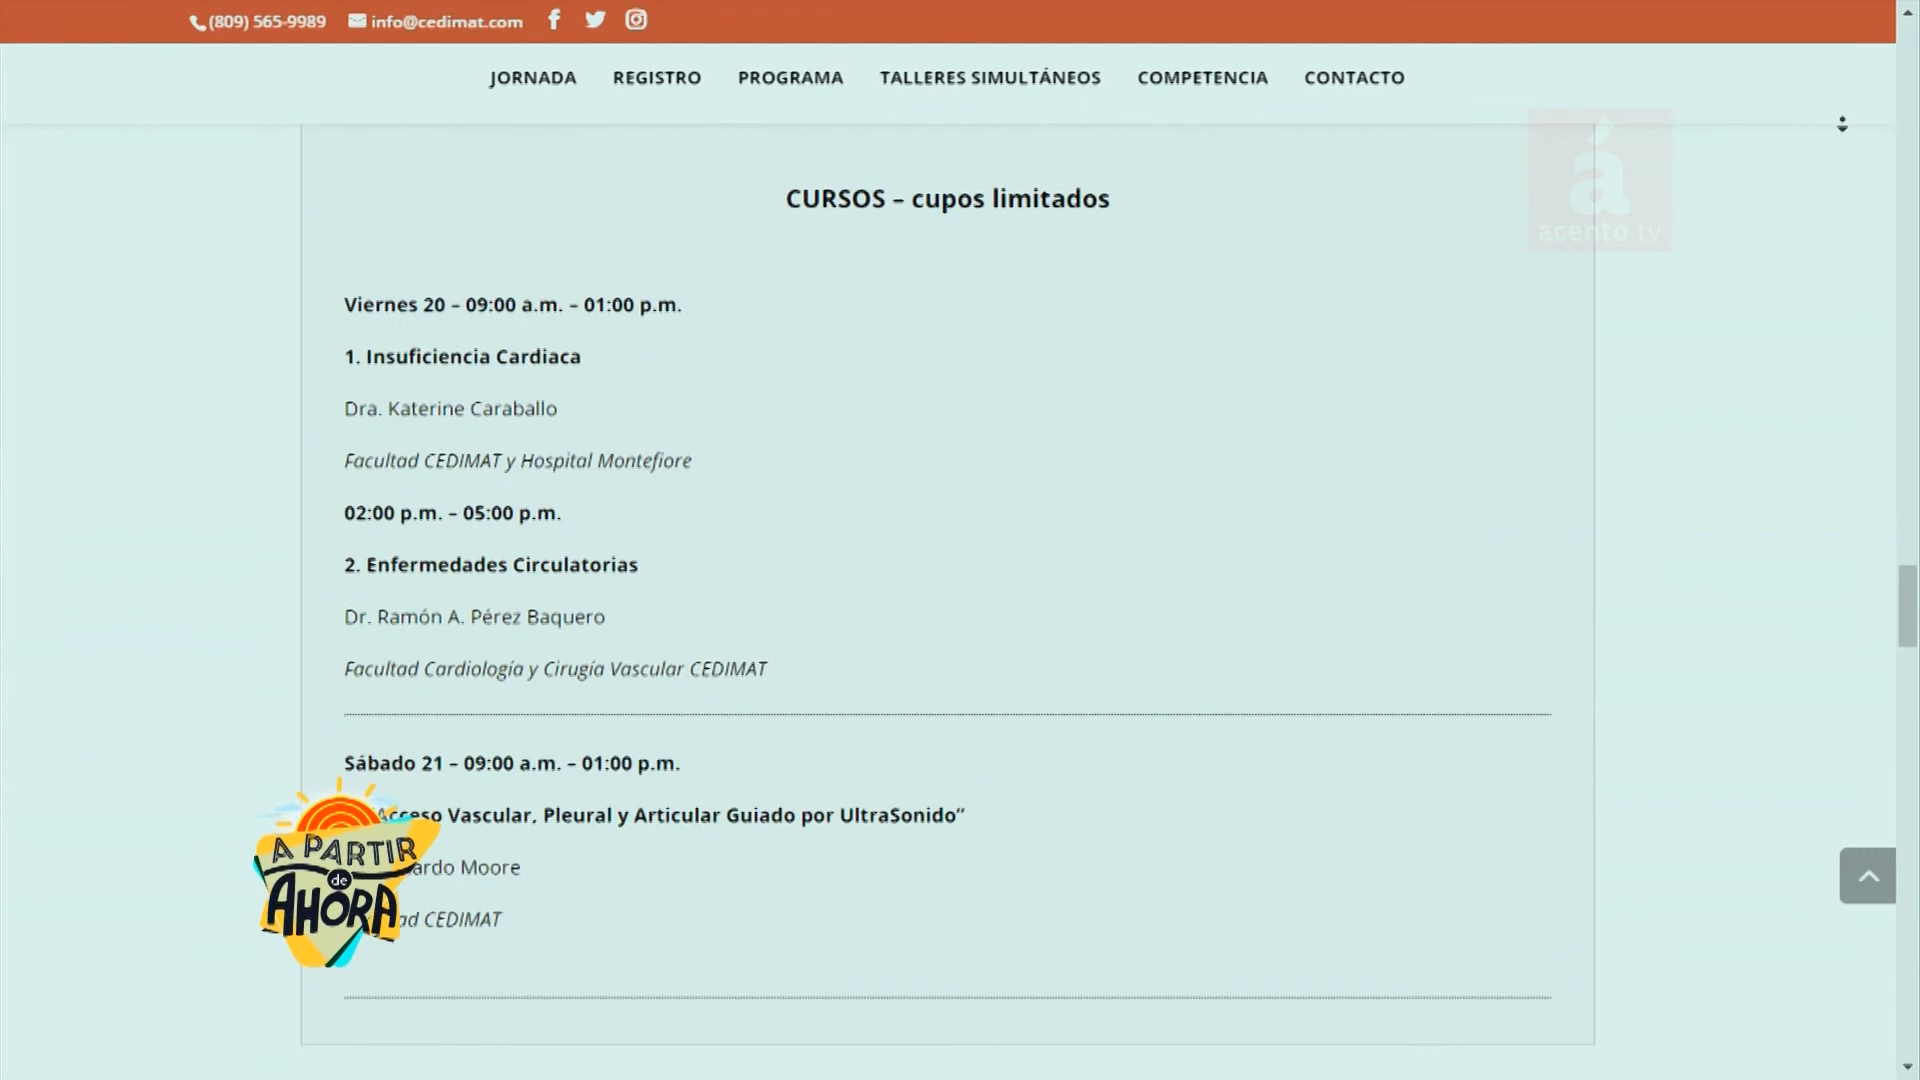 (809) 565-9989 info@cedimat.com
JORNADA REGISTRO PROGRAMA TALLERES SIMULTÁNEOS COMPETENCIA CONTACTO
á
acento tv
CURSOS – cupos limitados
Viernes 20 – 09:00 a.m. – 01:00 p.m.
1. Insuficiencia Cardiaca
Dra. Katerine Caraballo
Facultad CEDIMAT y Hospital Montefiore
02:00 p.m. – 05:00 p.m.
2. Enfermedades Circulatorias
Dr. Ramón A. Pérez Baquero
Facultad Cardiología y Cirugía Vascular CEDIMAT
Sábado 21 – 09:00 a.m. – 01:00 p.m.
Acceso Vascular, Pleural y Articular Guiado por UltraSonido”
Moore
CEDIMAT
A PARTIR
de
AHORA